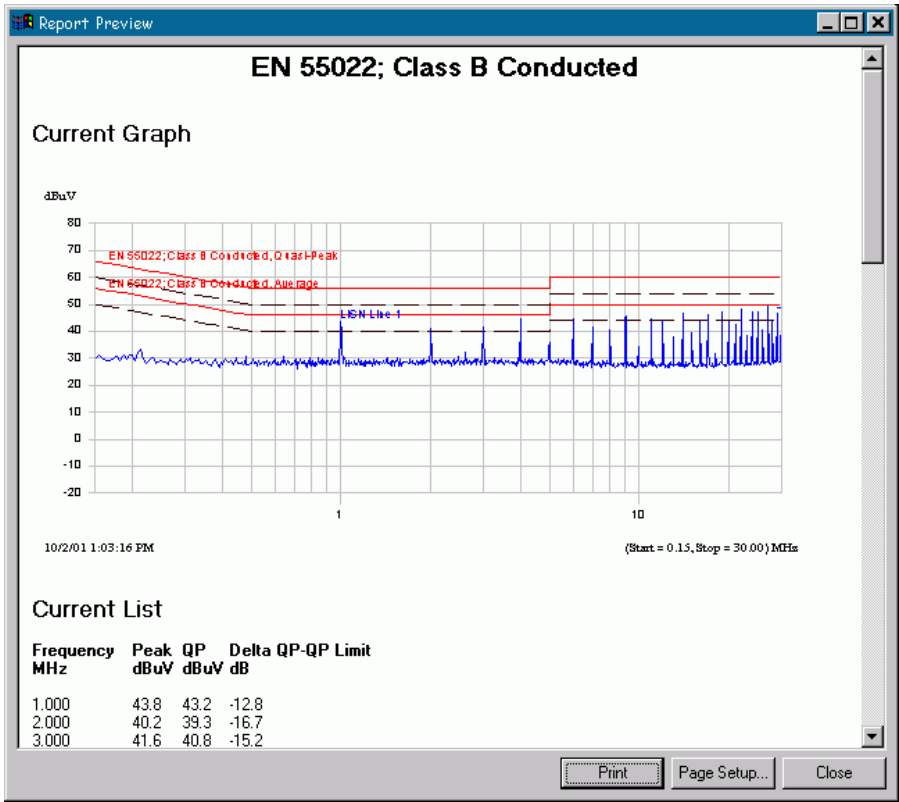 Report Preview
EN 55022; Class B Conducted
Current Graph
dBuV
80
70
EN 55022; Class B Conducted, Quasi-Peak
60
EN 55022; Class B Conducted, Average
50
LISN Line 1
40
30
20
10
0
-10
-20
1 10
10/2/01 1:03:16 PM (Start = 0.15, Stop = 30.00) MHz
Current List
Frequency Peak QP Delta QP-QP Limit
MHz dBuV dBuV dB
1.000 43.8 43.2 -12.8
2.000 40.2 39.3 -16.7
3.000 41.6 40.8 -15.2
Print Page Setup... Close